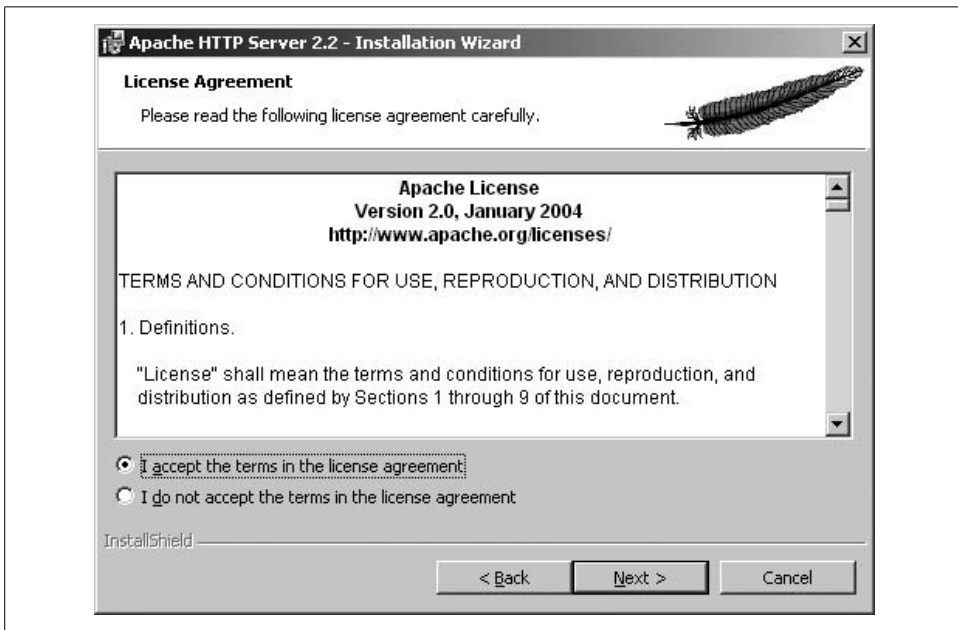 Apache HTTP Server 2.2 - Installation Wizard
License Agreement
Please read the following license agreement carefully.
Apache License
Version 2.0, January 2004
http://www.apache.org/licenses/
TERMS AND CONDITIONS FOR USE, REPRODUCTION, AND DISTRIBUTION
1. Definitions.
"License" shall mean the terms and conditions for use, reproduction, and
distribution as defined by Sections 1 through 9 of this document.
I accept the terms in the license agreement
I do not accept the terms in the license agreement
InstallShield
< Back
Next >
Cancel